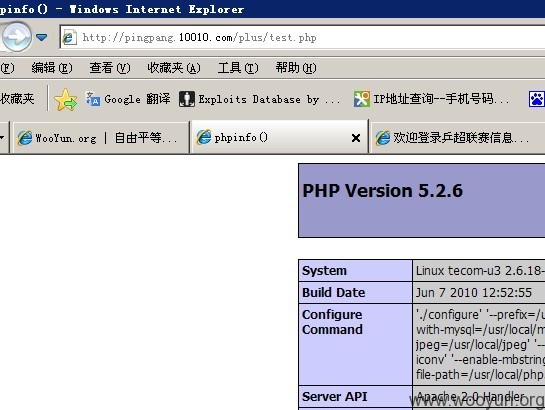 pinfo() - Windows Internet Explorer
http://pingpang.10010.com/plus/test.php
(F) 编辑(E) 查看(V) 收藏夹(A) 工具(T) 帮助(H)
收藏夹 Google 翻译 Exploits Database by ... IP地址查询--手机号码...
WooYun.org | 自由平等... phpinfo() 欢迎登录乒超联赛信息...
PHP Version 5.2.6
System Linux tecom-u3 2.6.18-
Build Date Jun 7 2010 12:52:55
Configure Command './configure' '--prefix=/u
with-mysql=/usr/local/m
jpeg=/usr/local/jpeg' '--
iconv' '--enable-mbstring
file-path=/usr/local/php
Server API Apache 2.0 Handler
www.wooyun.org